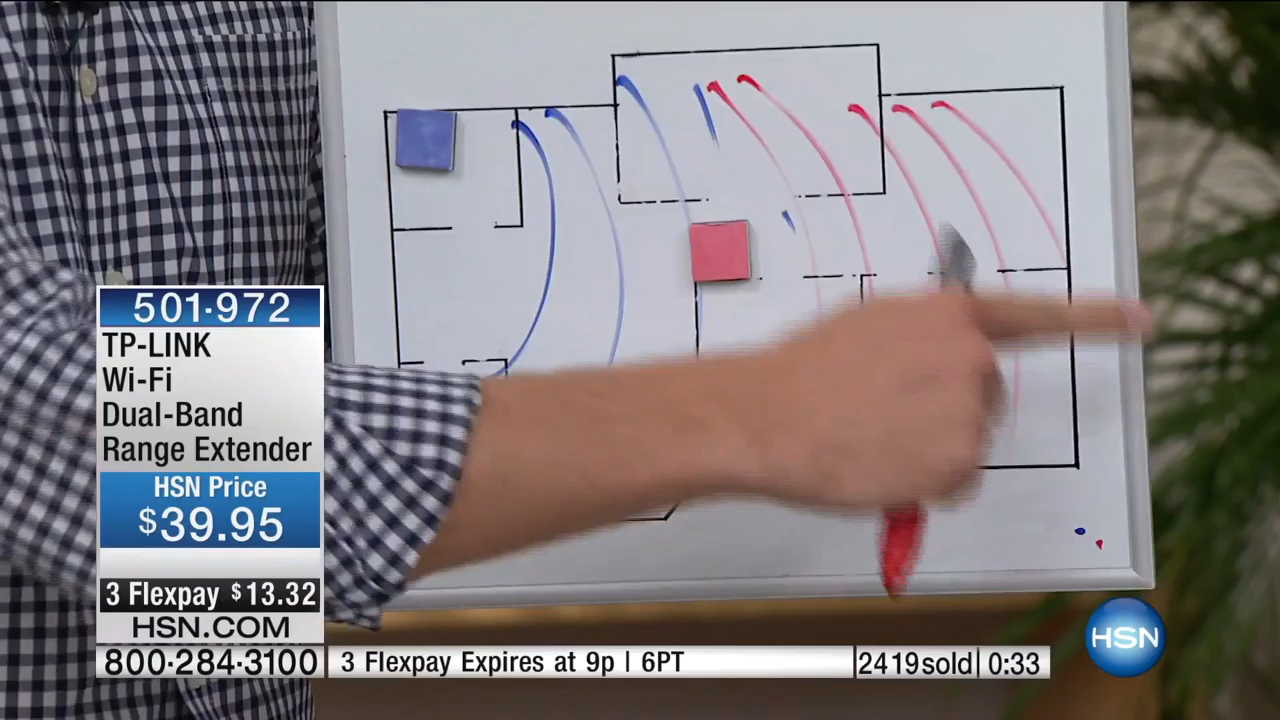 501·972
TP-LINK
Wi-Fi
Dual-Band
Range Extender
HSN Price
$39.95
3 Flexpay $13.32
HSN.COM
800·284·3100
3 Flexpay Expires at 9p | 6PT
2419sold
0:33
HSN